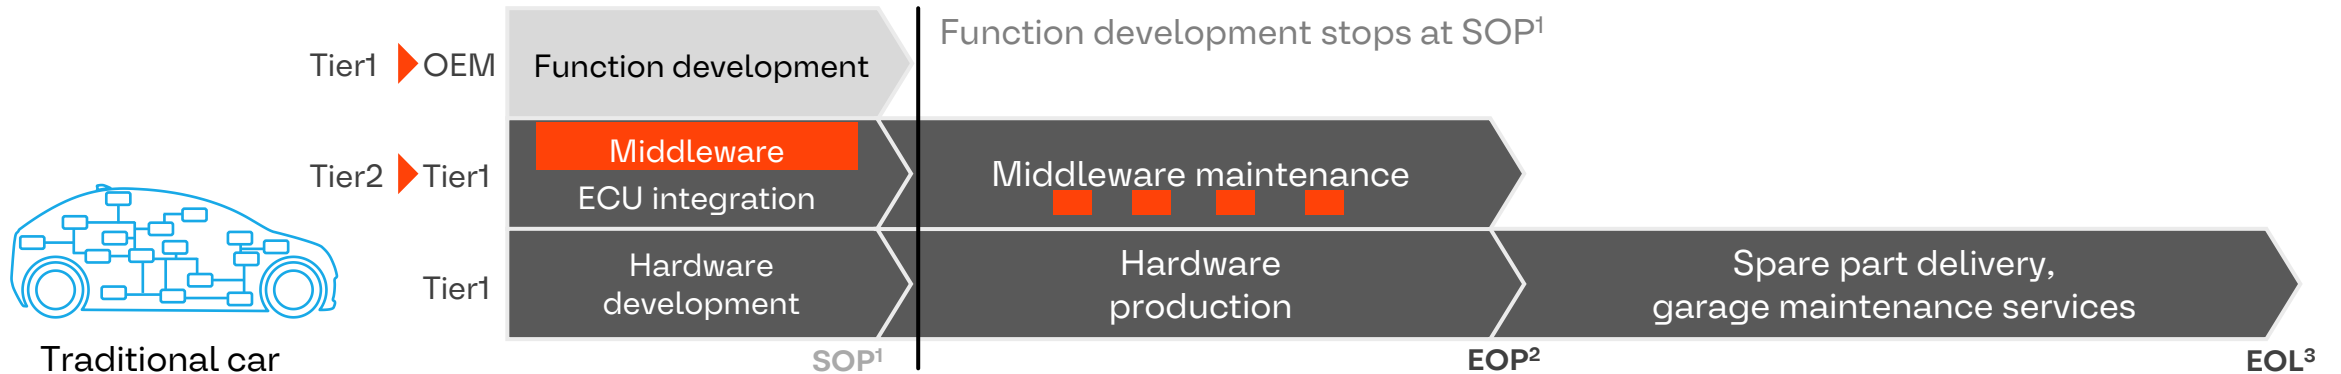 Function development stops at SOP¹
Tier1 OEM
Function development
Tier2 Tier1
Middleware
ECU integration
Middleware maintenance
Tier1
Hardware
development
Hardware
production
Spare part delivery,
garage maintenance services
Traditional car
SOP¹
EOP²
EOL³